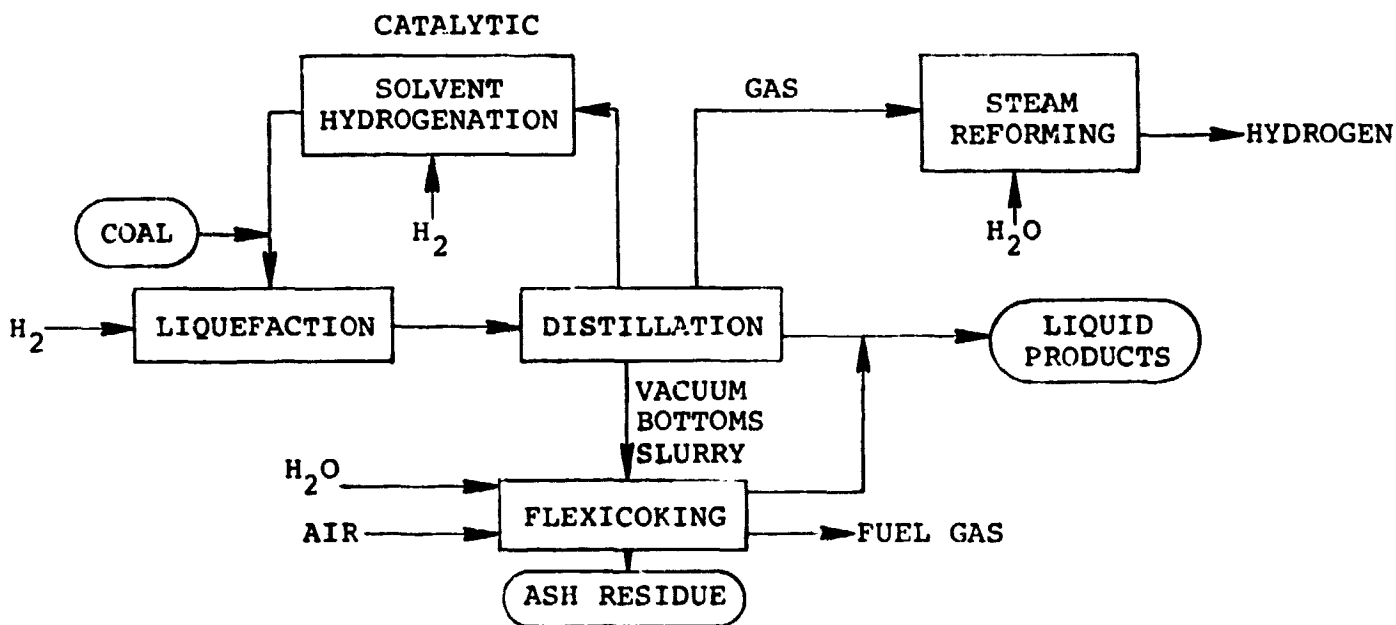 CATALYTIC
SOLVENT
HYDROGENATION
GAS
STEAM
REFORMING
HYDROGEN
COAL
H2
H2O
H2
LIQUEFACTION
DISTILLATION
LIQUID
PRODUCTS
VACUUM
BOTTOMS
SLURRY
H2O
FLEXICOKING
AIR
FUEL GAS
ASH RESIDUE